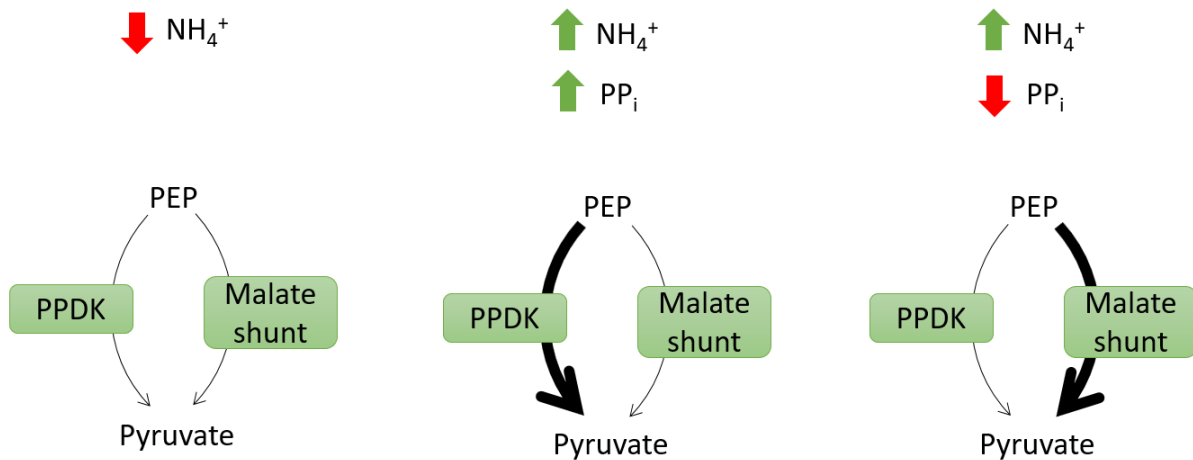 NH₄⁺
PEP
PPDK
Malate
shunt
Pyruvate
NH₄⁺
PPᵢ
PEP
PPDK
Malate
shunt
Pyruvate
NH₄⁺
PPᵢ
PEP
PPDK
Malate
shunt
Pyruvate